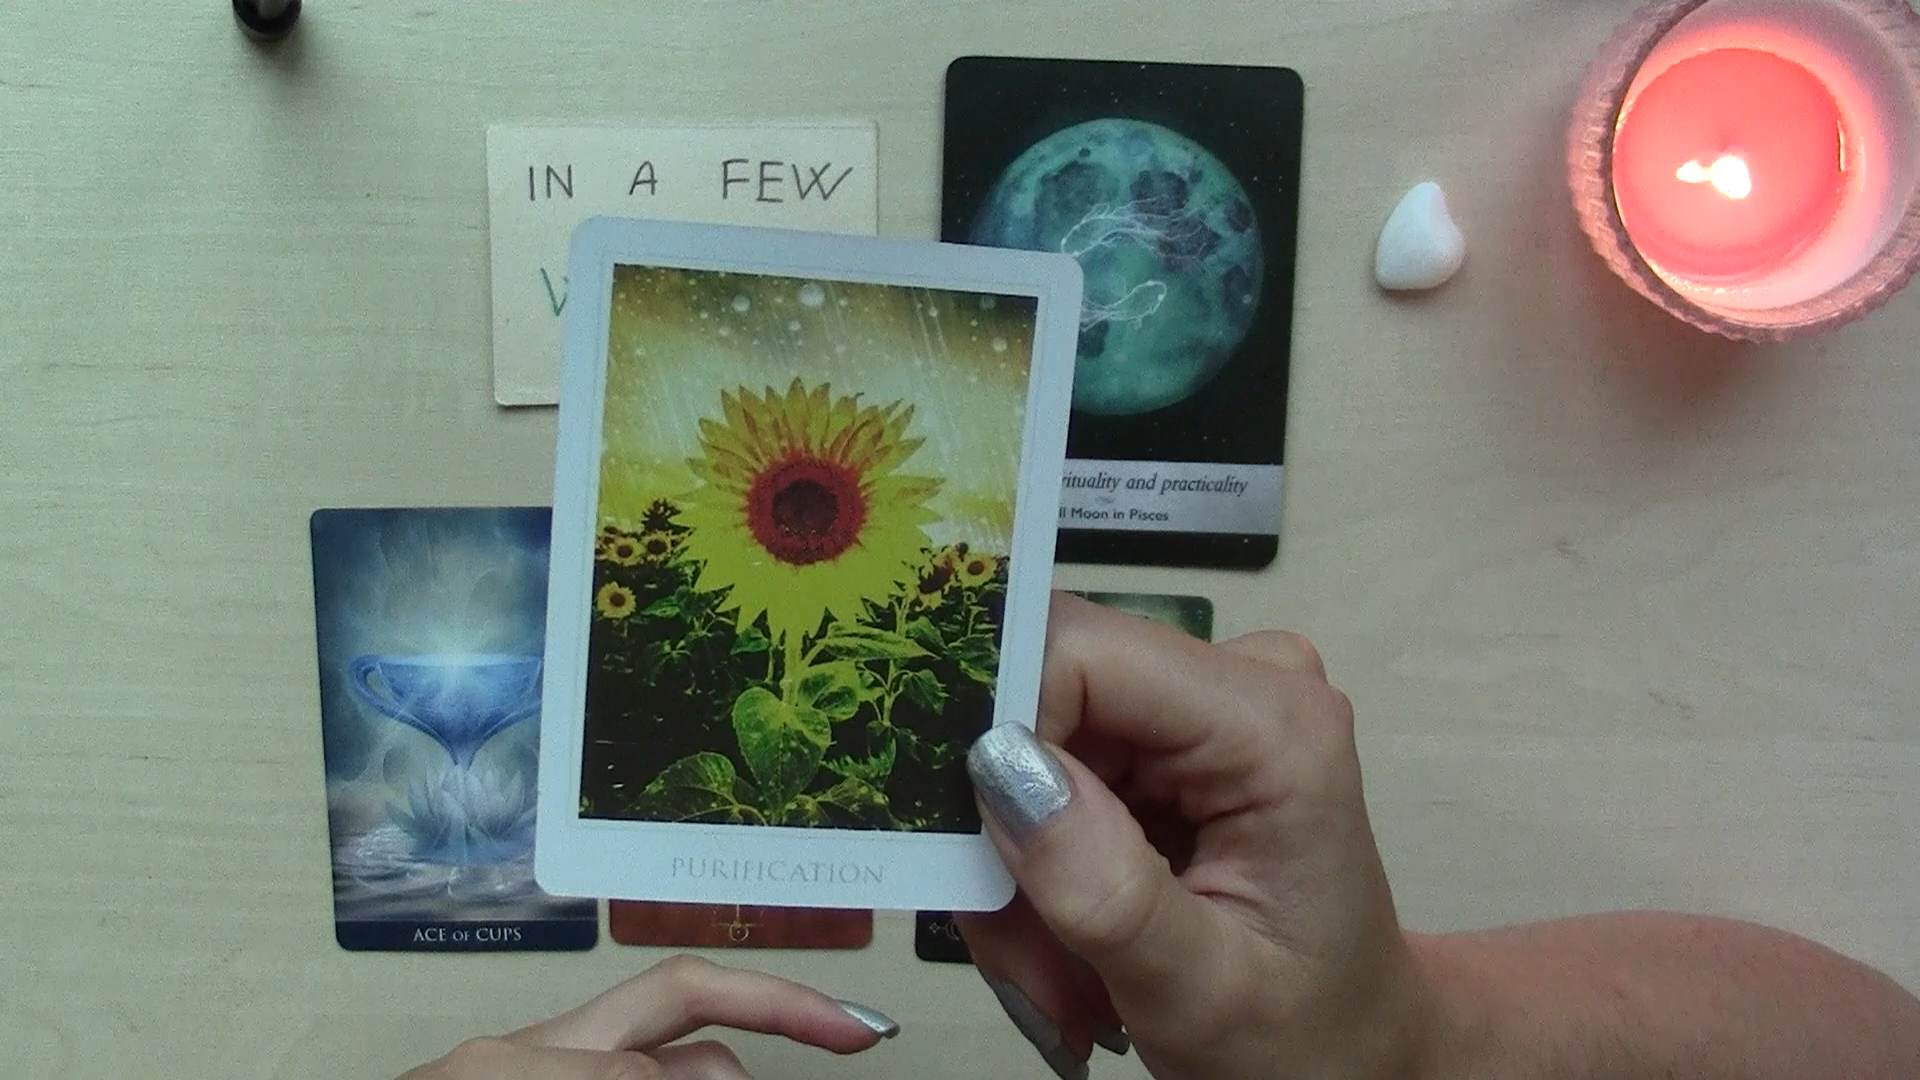 IN A FEW
rituality and practicality
ll Moon in Pisces
PURIFICATION
ACE OF CUPS